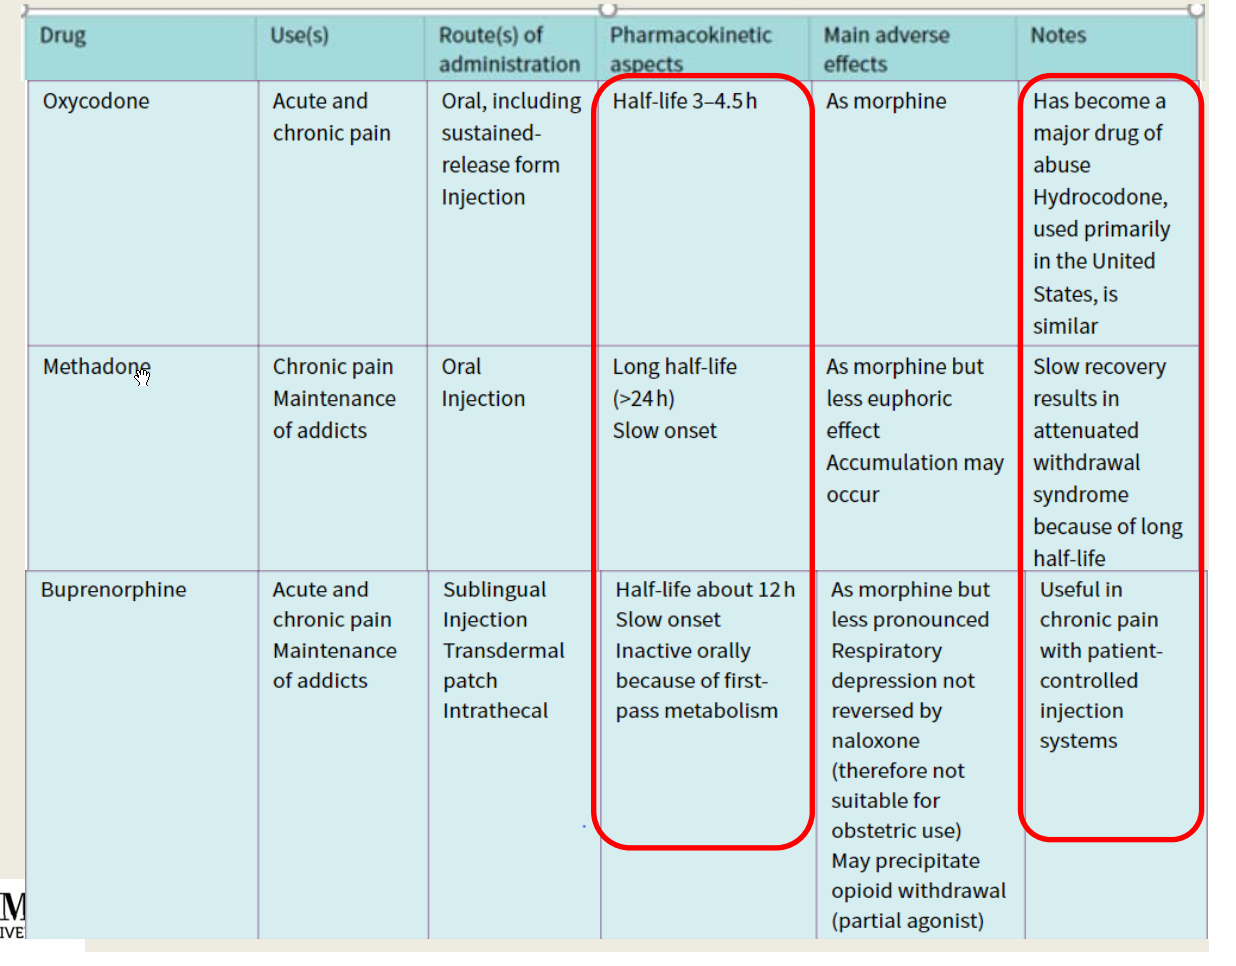 Drug
Use(s)
Route(s) of
administration
Pharmacokinetic
aspects
Main adverse
effects
Notes
Oxycodone
Acute and
chronic pain
Oral, including
sustained-
release form
Injection
Half-life 3–4.5 h
As morphine
Has become a
major drug of
abuse
Hydrocodone,
used primarily
in the United
States, is
similar
Methadone
Chronic pain
Maintenance
of addicts
Oral
Injection
Long half-life
(>24 h)
Slow onset
As morphine but
less euphoric
effect
Accumulation may
occur
Slow recovery
results in
attenuated
withdrawal
syndrome
because of long
half-life
Buprenorphine
Acute and
chronic pain
Maintenance
of addicts
Sublingual
Injection
Transdermal
patch
Intrathecal
Half-life about 12 h
Slow onset
Inactive orally
because of first-
pass metabolism
As morphine but
less pronounced
Respiratory
depression not
reversed by
naloxone
(therefore not
suitable for
obstetric use)
May precipitate
opioid withdrawal
(partial agonist)
Useful in
chronic pain
with patient-
controlled
injection
systems
M
IVE